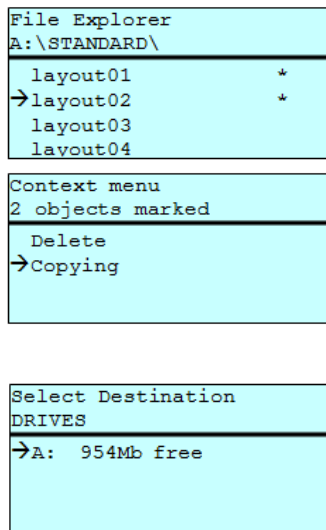 File Explorer
A:\STANDARD\
layout01 *
→layout02 *
layout03
layout04
Context menu
2 objects marked
Delete
→Copying
Select Destination
DRIVES
→A: 954Mb free